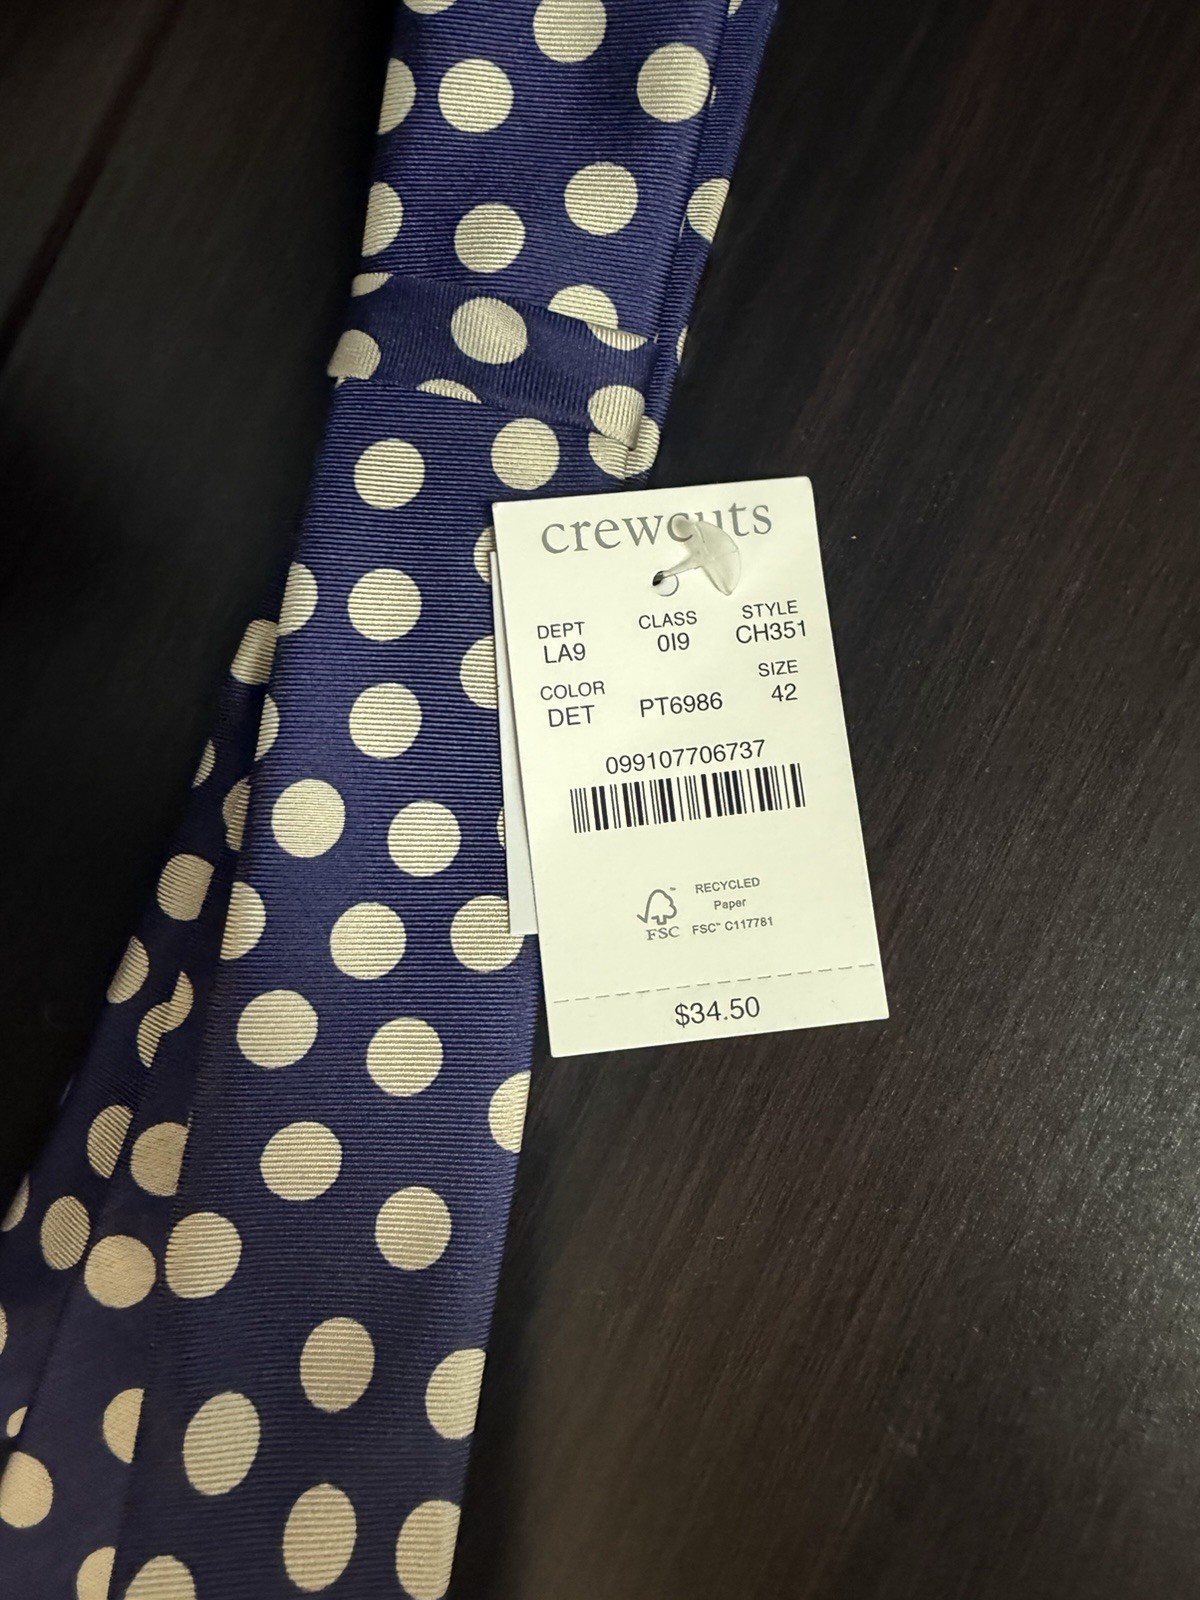 crewcuts
DEPT CLASS STYLE
LA9 0I9 CH351
COLOR SIZE
DET PT6986 42
099107706737
RECYCLED
Paper
FSC™ C117781
FSC
$34.50